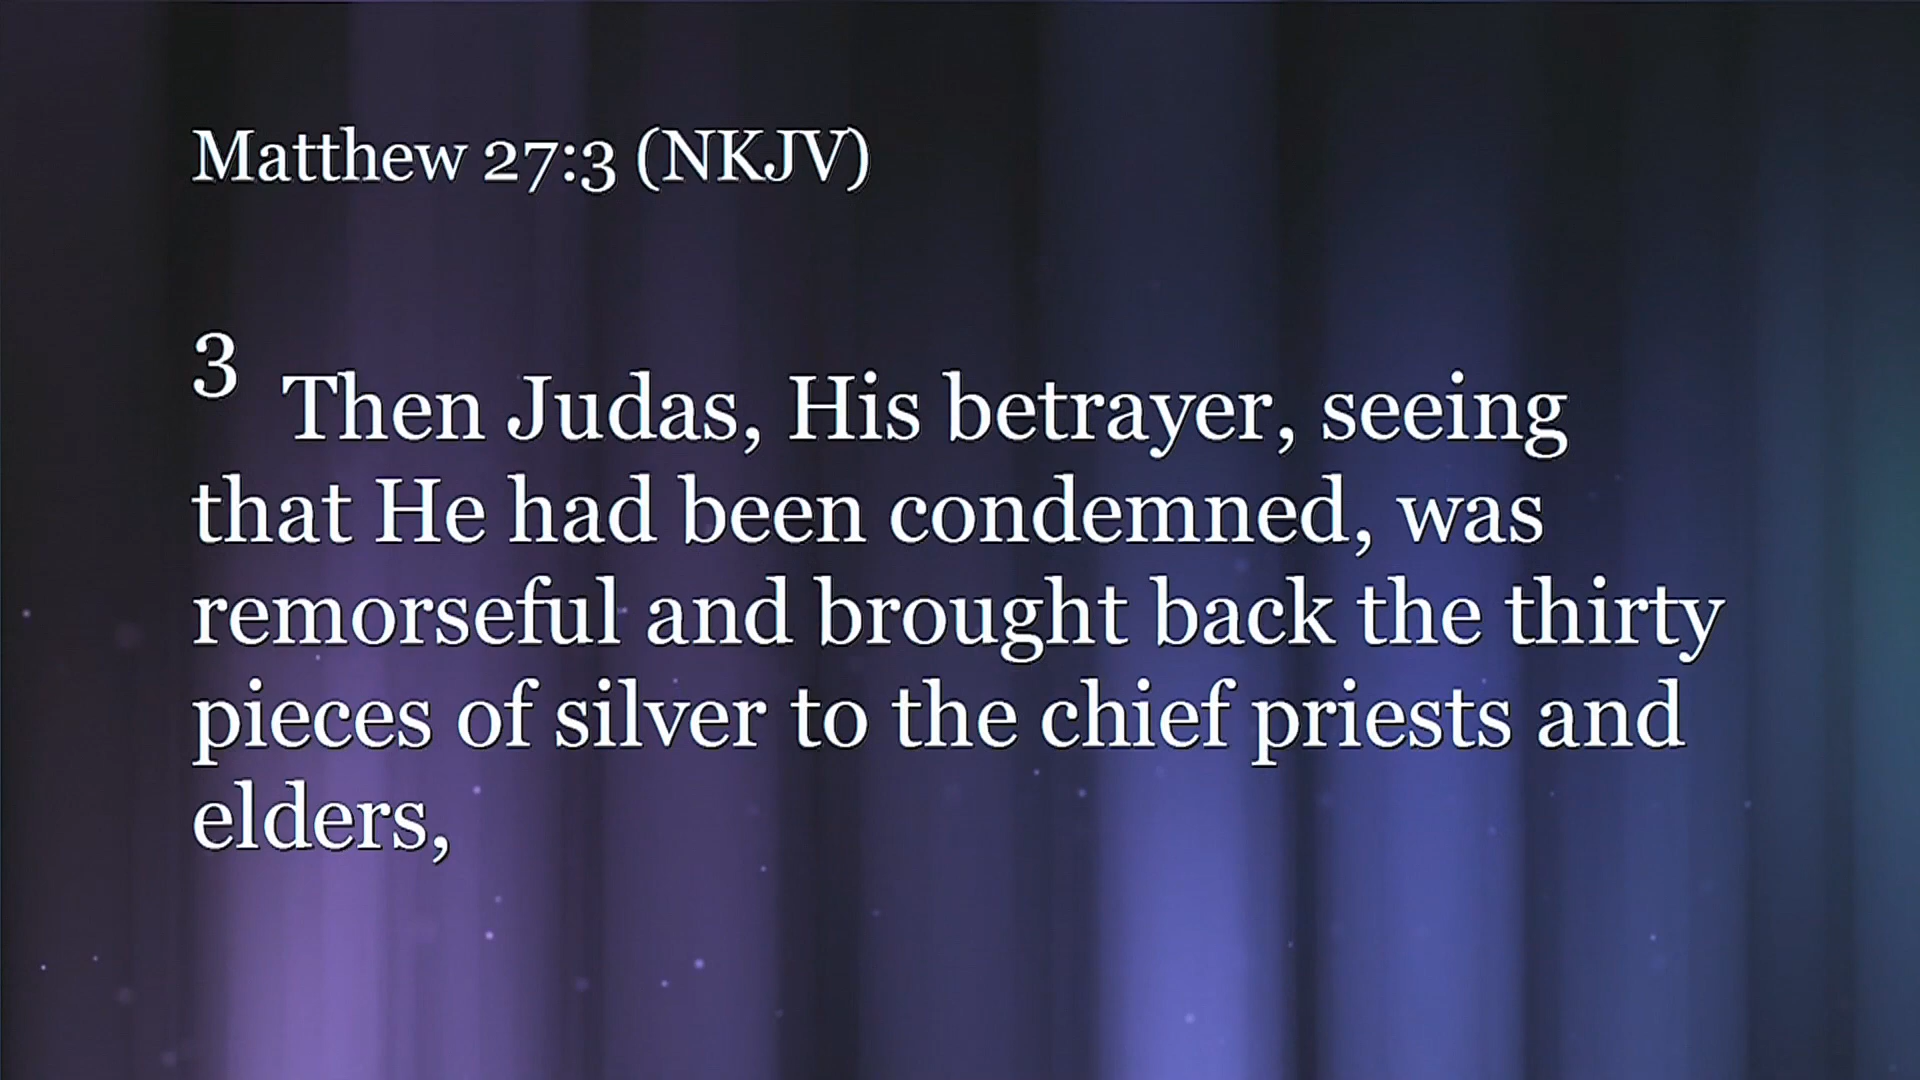 Matthew 27:3 (NKJV)
3 Then Judas, His betrayer, seeing
that He had been condemned, was
remorseful and brought back the thirty
pieces of silver to the chief priests and
elders,